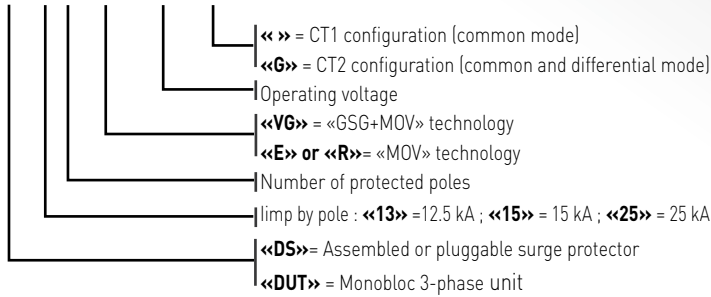 « » = CT1 configuration (common mode)
«G» = CT2 configuration (common and differential mode)
Operating voltage
«VG» = «GSG+MOV» technology
«E» or «R»= «MOV» technology
Number of protected poles
Iimp by pole : «13» =12.5 kA ; «15» = 15 kA ; «25» = 25 kA
«DS»= Assembled or pluggable surge protector
«DUT» = Monobloc 3-phase unit